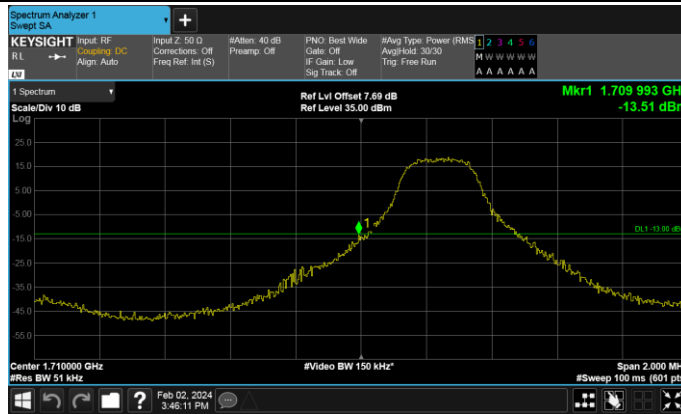 Spectrum Analyzer 1
Swept SA
KEYSIGHT
R L
LXI
Input: RF
Coupling: DC
Align: Auto
Input Z: 50 Ω
Corrections: Off
Freq Ref: Int (S)
#Atten: 40 dB
Preamp: Off
PNO: Best Wide
Gate: Off
IF Gain: Low
Sig Track: Off
#Avg Type: Power (RMS
Avg|Hold: 30/30
Trig: Free Run
1 2 3 4 5 6
M W W W W W
A A A A A A
1 Spectrum
Scale/Div 10 dB
Log
Ref Lvl Offset 7.69 dB
Ref Level 35.00 dBm
Mkr1 1.709 993 GH
-13.51 dBr
25.0
15.0
5.00
-5.00
-15.0
-25.0
-35.0
-45.0
-55.0
1
DL1 -13.00 dB
Center 1.710000 GHz
#Res BW 51 kHz
#Video BW 150 kHz*
Span 2.000 MH
#Sweep 100 ms (601 pts
?
Feb 02, 2024
3:46:11 PM